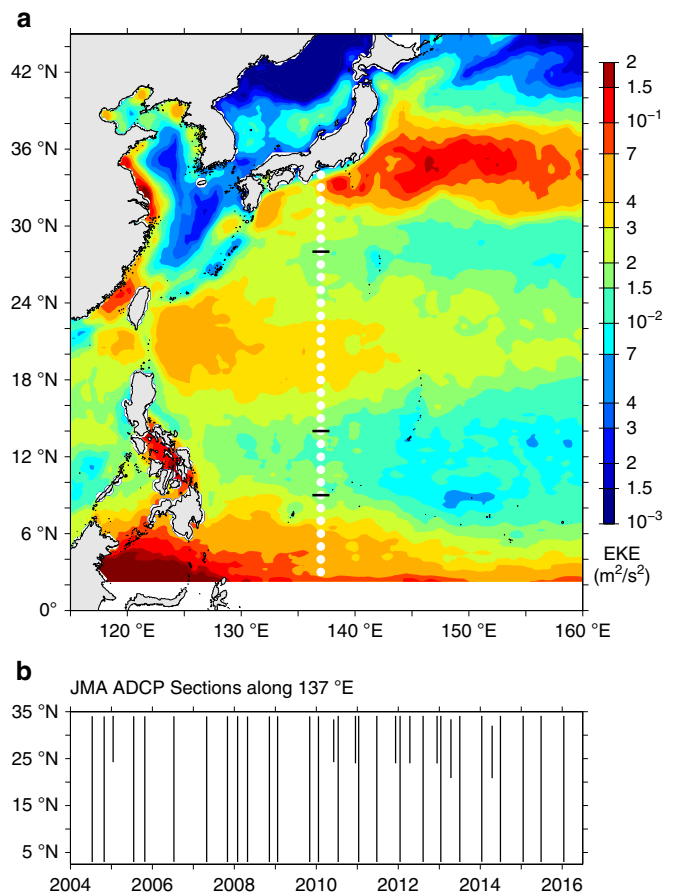 a
42 °N
36 °N
30 °N
24 °N
18 °N
12 °N
6 °N
0°
120 °E
130 °E
140 °E
150 °E
160 °E
2
1.5
10⁻¹
7
4
3
2
1.5
10⁻²
7
4
3
2
1.5
10⁻³
EKE
(m²/s²)
b
JMA ADCP Sections along 137 °E
35 °N
25 °N
15 °N
5 °N
2004
2006
2008
2010
2012
2014
2016